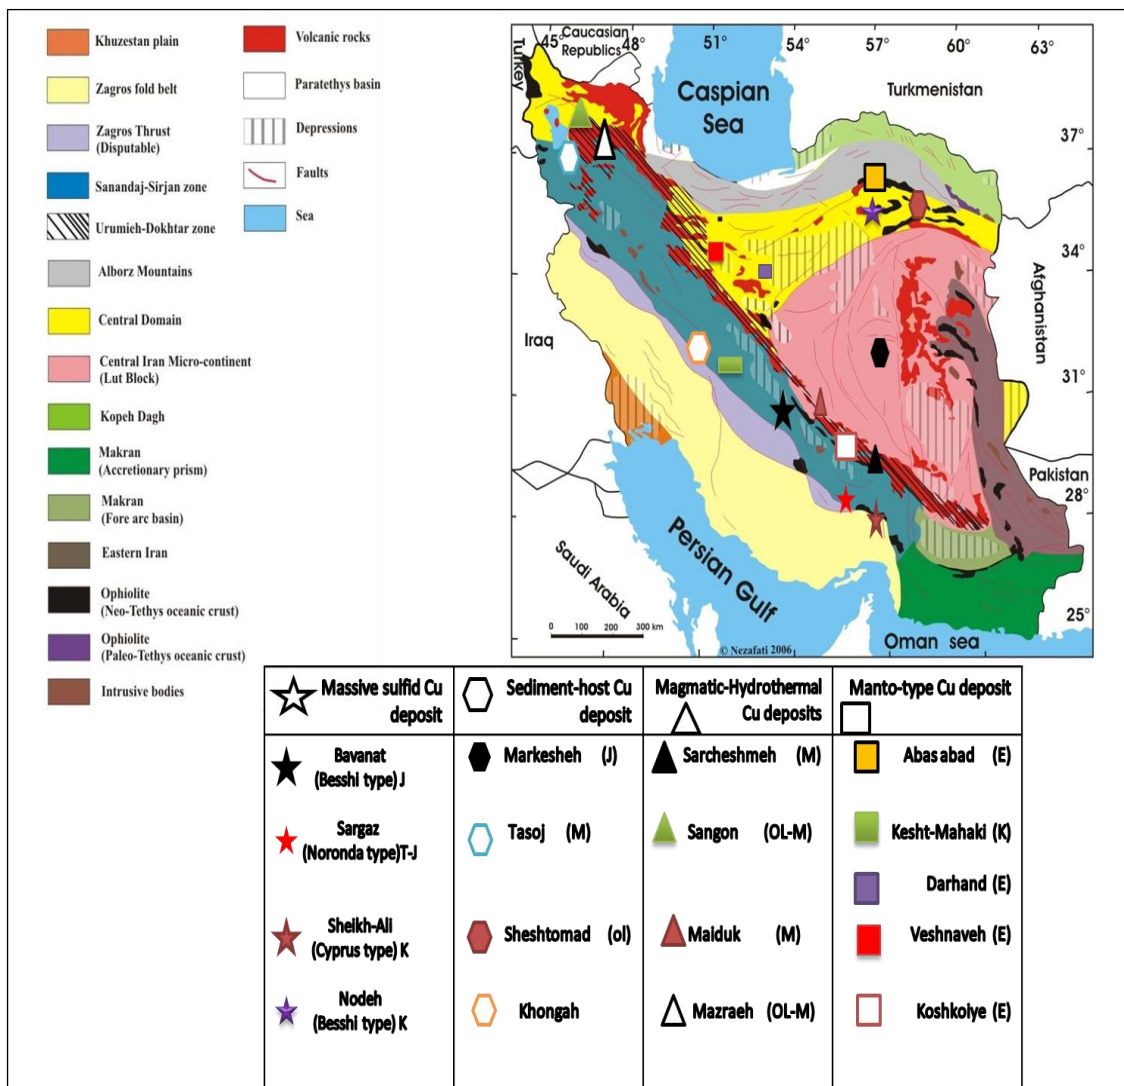 Khuzestan plain
Zagros fold belt
Zagros Thrust
(Disputable)
Sanandaj-Sirjan zone
Urumieh-Dokhtar zone
Alborz Mountains
Central Domain
Central Iran Micro-continent
(Lut Block)
Kopeh Dagh
Makran
(Accretionary prism)
Makran
(Fore arc basin)
Eastern Iran
Ophiolite
(Neo-Tethys oceanic crust)
Ophiolite
(Paleo-Tethys oceanic crust)
Intrusive bodies
Volcanic rocks
Paratethys basin
Depressions
Faults
Sea
45°
Caucasian
Republics
48°
51°
54°
57°
60°
63°
Turkey
Caspian
Sea
Turkmenistan
37°
34°
Afghanistan
Iraq
31°
Pakistan
28°
Persian Gulf
Saudi Arabia
25°
Oman sea
0 100 200 300 km
© Nezafati 2006
Massive sulfid Cu
deposit
Sediment-host Cu
deposit
Magmatic-Hydrothermal
Cu deposits
Manto-type Cu deposit
Bavanat
(Besshi type) J
Markesheh (J)
Sarcheshmeh (M)
Abas abad (E)
Sargaz
(Noronda type)T-J
Tasoj (M)
Sangon (OL-M)
Kesht-Mahaki (K)
Darhand (E)
Sheikh-Ali
(Cyprus type) K
Sheshtomad (ol)
Maiduk (M)
Veshnaveh (E)
Nodeh
(Besshi type) K
Khongah
Mazraeh (OL-M)
Koshkoiye (E)